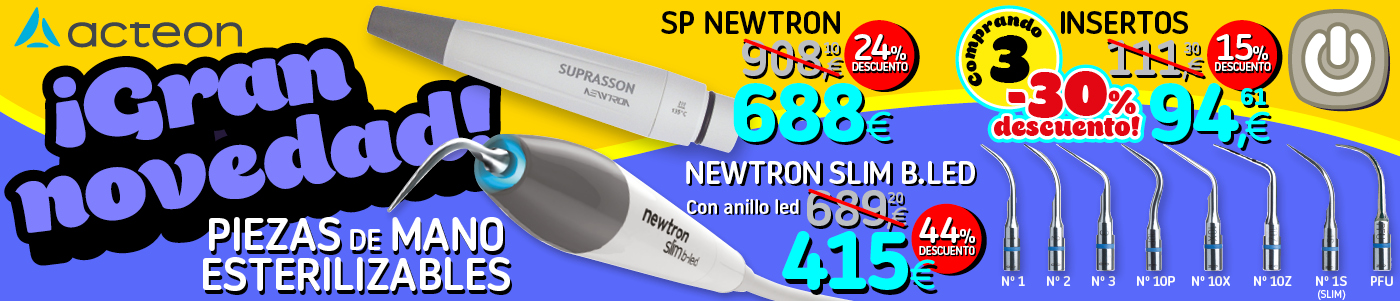 acteon
¡Gran
novedad!
PIEZAS DE MANO
ESTERILIZABLES
SUPRASSON
NEWTRON
135°C
newtron
slim b-led
SP NEWTRON
908,10€
24%
DESCUENTO
688€
NEWTRON SLIM B.LED
Con anillo led 689,20€
44%
DESCUENTO
415€
Comprando
3
-30%
descuento!
INSERTOS
111,30€
15%
DESCUENTO
94,61€
Nº 1 Nº 2 Nº 3 Nº 10P Nº 10X Nº 10Z Nº 1S PFU
(SLIM)